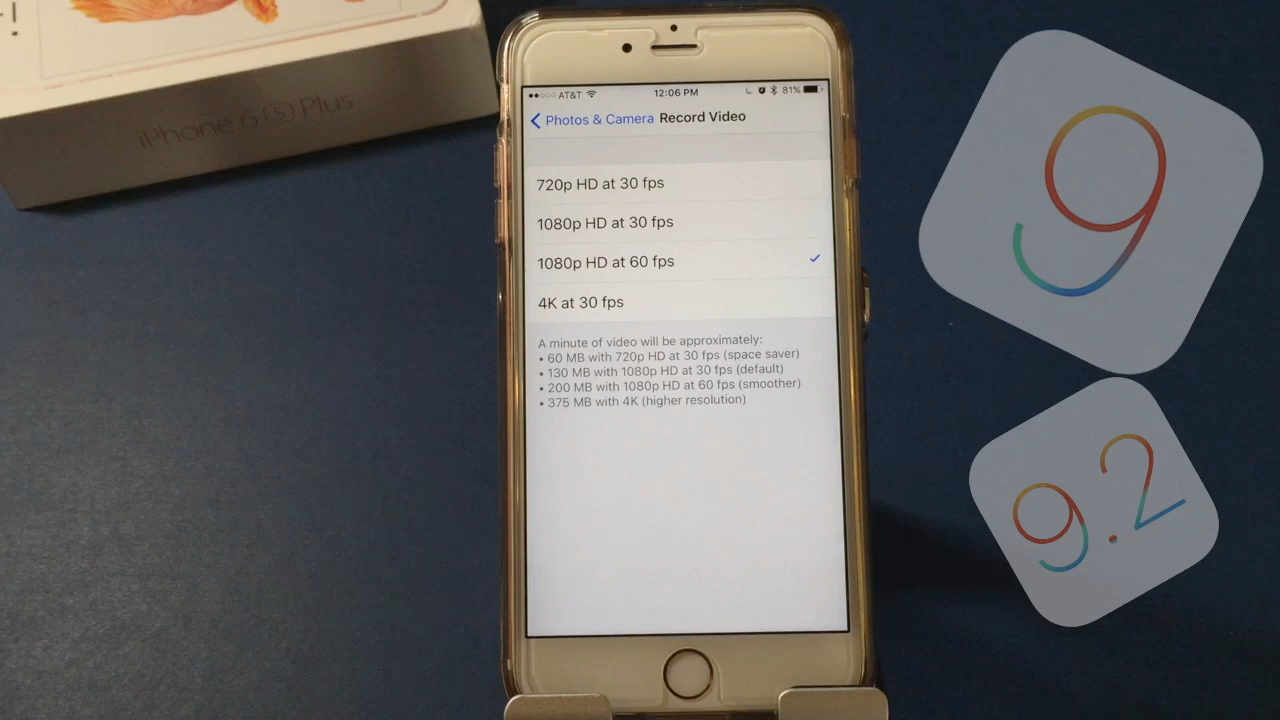 iPhone 6 S Plus
AT&T 12:06 PM 81%
Photos & Camera Record Video
720p HD at 30 fps
1080p HD at 30 fps
1080p HD at 60 fps
4K at 30 fps
A minute of video will be approximately:
• 60 MB with 720p HD at 30 fps (space saver)
• 130 MB with 1080p HD at 30 fps (default)
• 200 MB with 1080p HD at 60 fps (smoother)
• 375 MB with 4K (higher resolution)
9
9.2